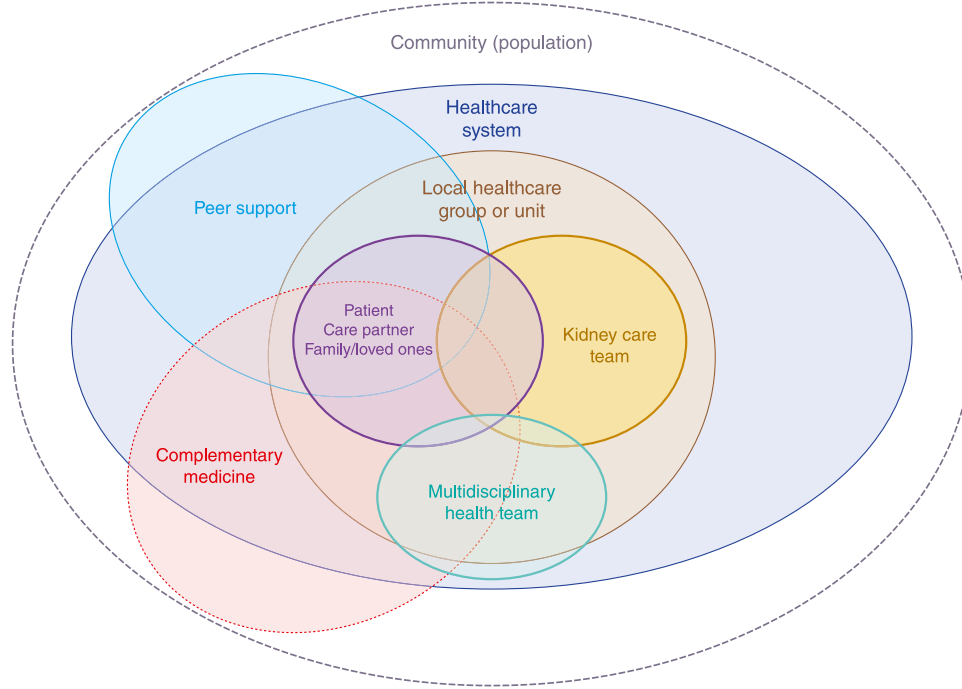 Community (population)
Healthcare
system
Local healthcare
group or unit
Peer support
Patient
Care partner
Family/loved ones
Kidney care
team
Complementary
medicine
Multidisciplinary
health team